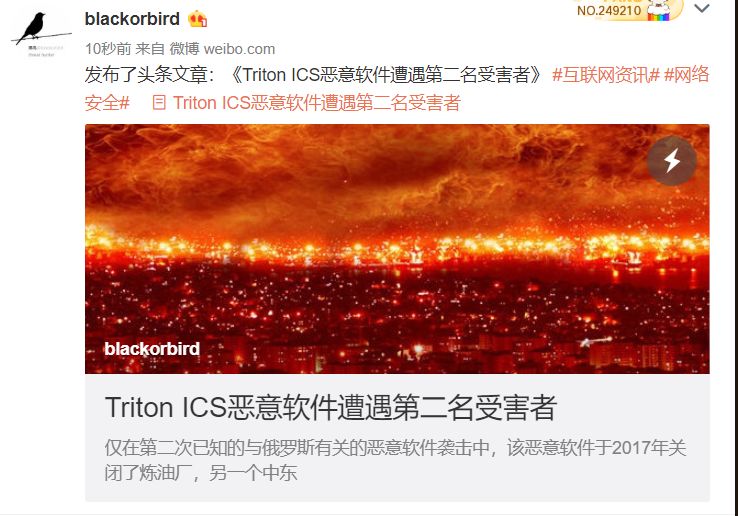 NO.249210
blackorbird
10秒前 来自 微博 weibo.com
发布了头条文章：《Triton ICS恶意软件遭遇第二名受害者》 #互联网资讯# #网络
安全# Triton ICS恶意软件遭遇第二名受害者
blackorbird
Triton ICS恶意软件遭遇第二名受害者
仅在第二次已知的与俄罗斯有关的恶意软件袭击中，该恶意软件于2017年关
闭了炼油厂，另一个中东